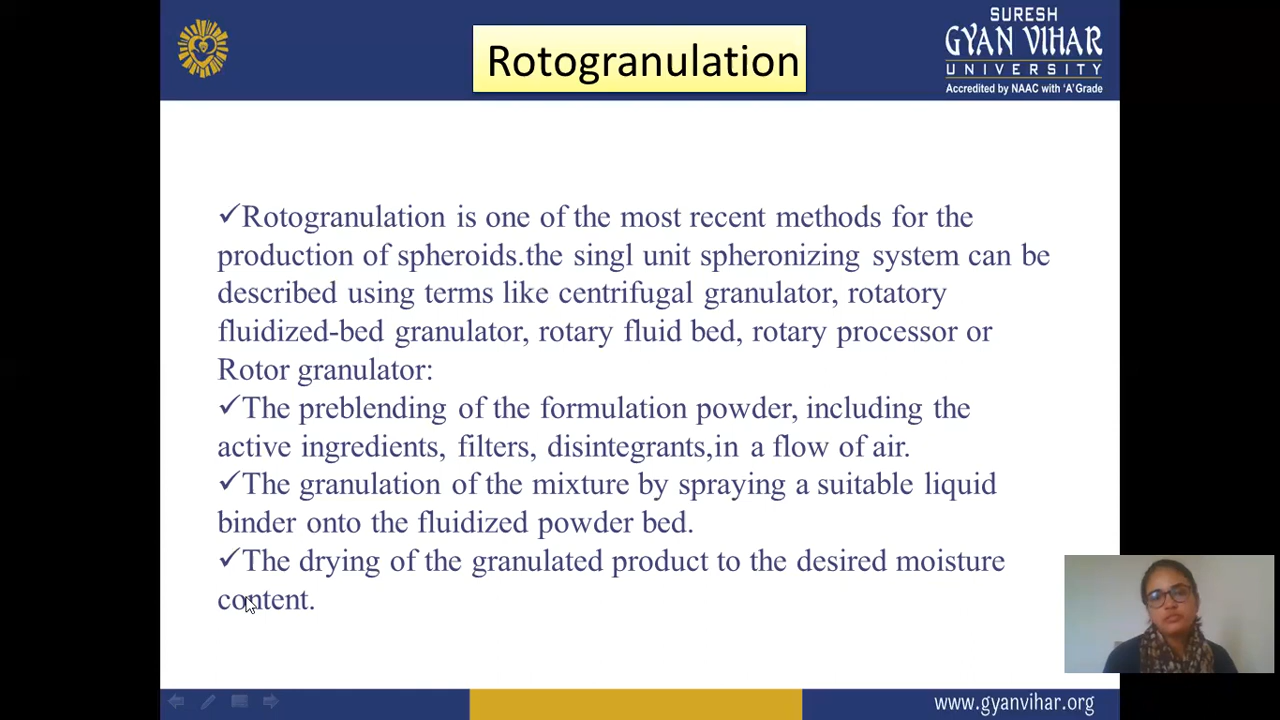 Rotogranulation
SURESH
GYAN VIHAR
UNIVERSITY
Accredited by NAAC with 'A' Grade
✓Rotogranulation is one of the most recent methods for the
production of spheroids.the singl unit spheronizing system can be
described using terms like centrifugal granulator, rotatory
fluidized-bed granulator, rotary fluid bed, rotary processor or
Rotor granulator:
✓The preblending of the formulation powder, including the
active ingredients, filters, disintegrants,in a flow of air.
✓The granulation of the mixture by spraying a suitable liquid
binder onto the fluidized powder bed.
✓The drying of the granulated product to the desired moisture
content.
www.gyanvihar.org